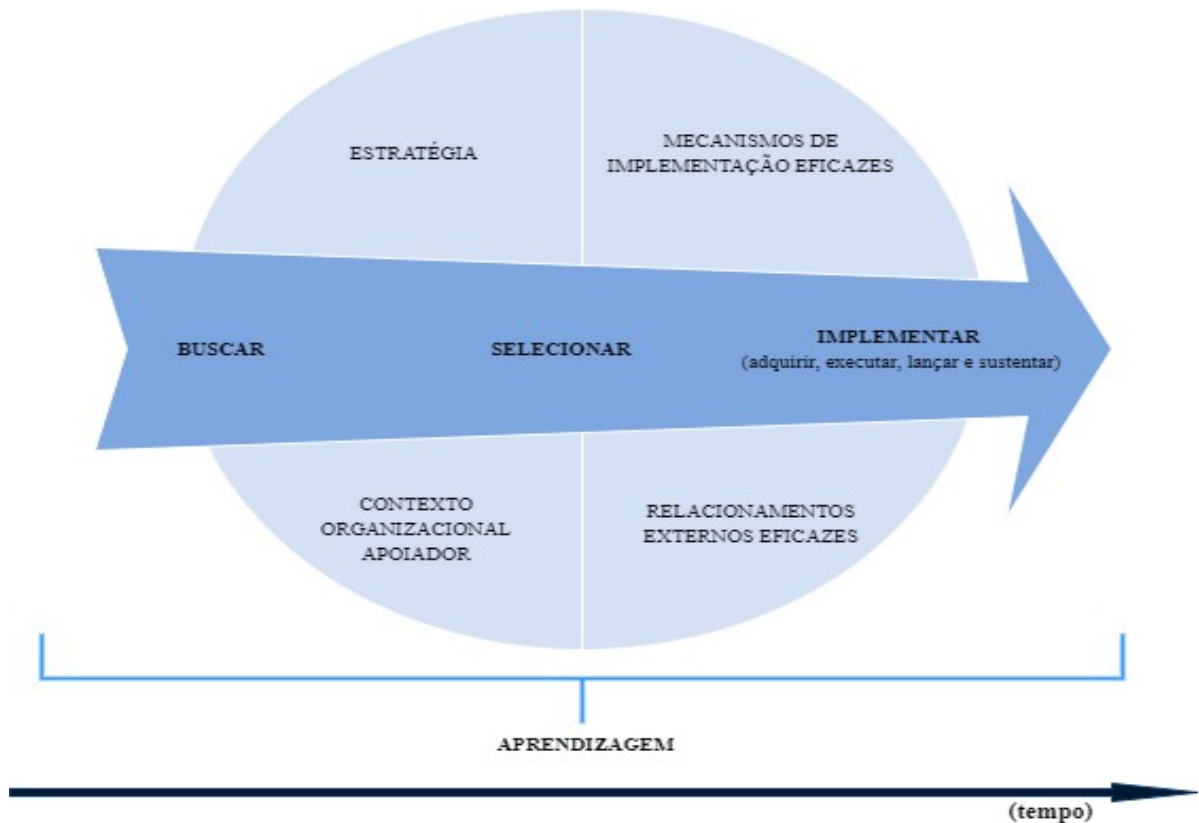 ESTRATÉGIA
MECANISMOS DE
IMPLEMENTAÇÃO EFICAZES
BUSCAR
SELECIONAR
IMPLEMENTAR
(adquirir, executar, lançar e sustentar)
CONTEXTO
ORGANIZACIONAL
APOIADOR
RELACIONAMENTOS
EXTERNOS EFICAZES
APRENDIZAGEM
(tempo)